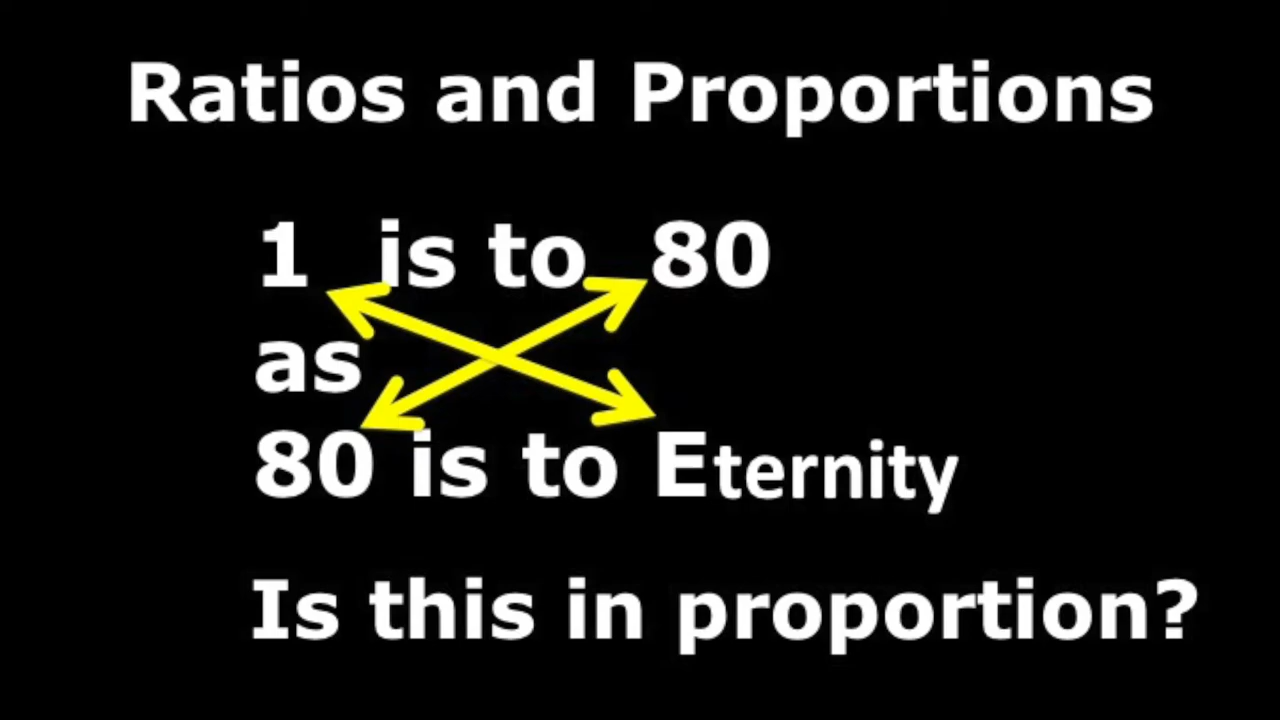 Ratios and Proportions
1 is to 80
as
80 is to Eternity
Is this in proportion?